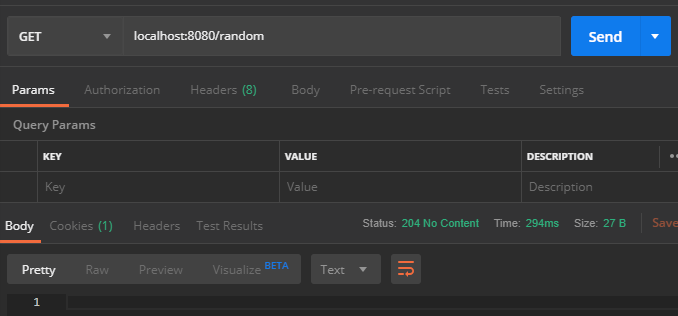 GET localhost:8080/random Send
Params Authorization Headers (8) Body Pre-request Script Tests Settings
Query Params
KEY VALUE DESCRIPTION
Key Value Description
Body Cookies (1) Headers Test Results Status: 204 No Content Time: 294ms Size: 27 B Save
Pretty Raw Preview Visualize BETA Text
1